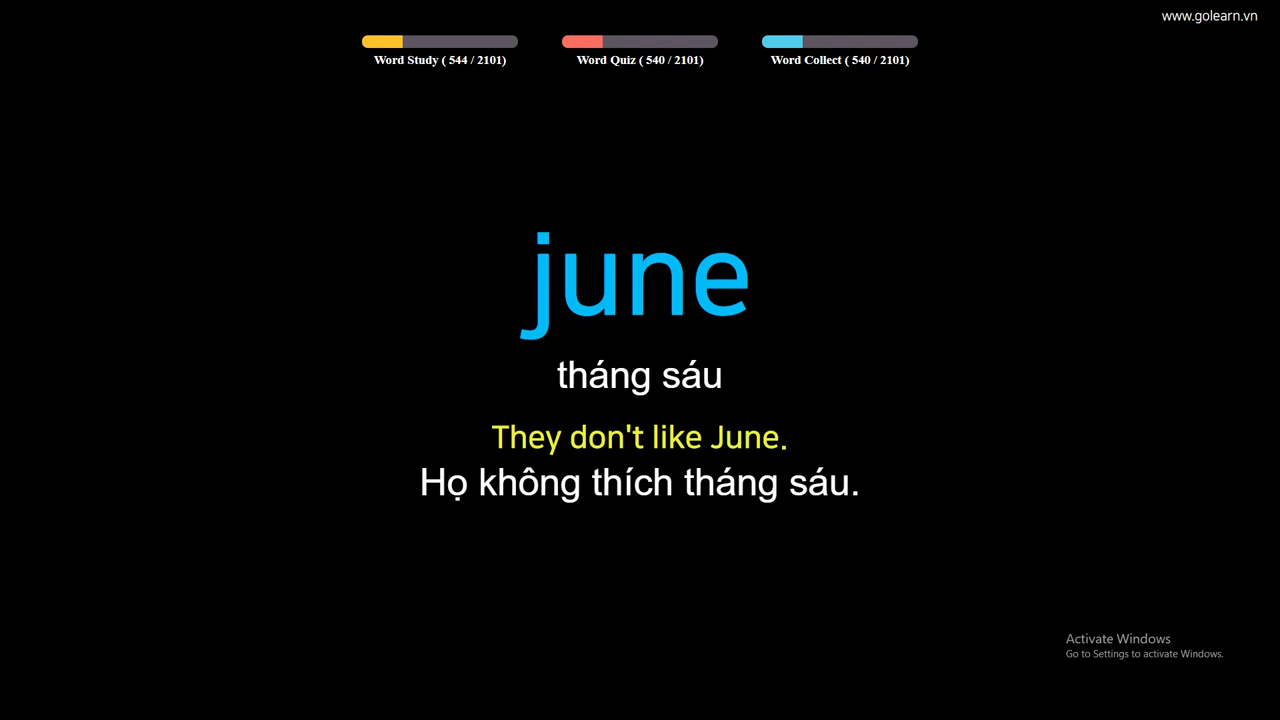 www.golearn.vn
Word Study ( 544 / 2101)
Word Quiz ( 540 / 2101)
Word Collect ( 540 / 2101)
june
tháng sáu
They don't like June.
Họ không thích tháng sáu.
Activate Windows
Go to Settings to activate Windows.